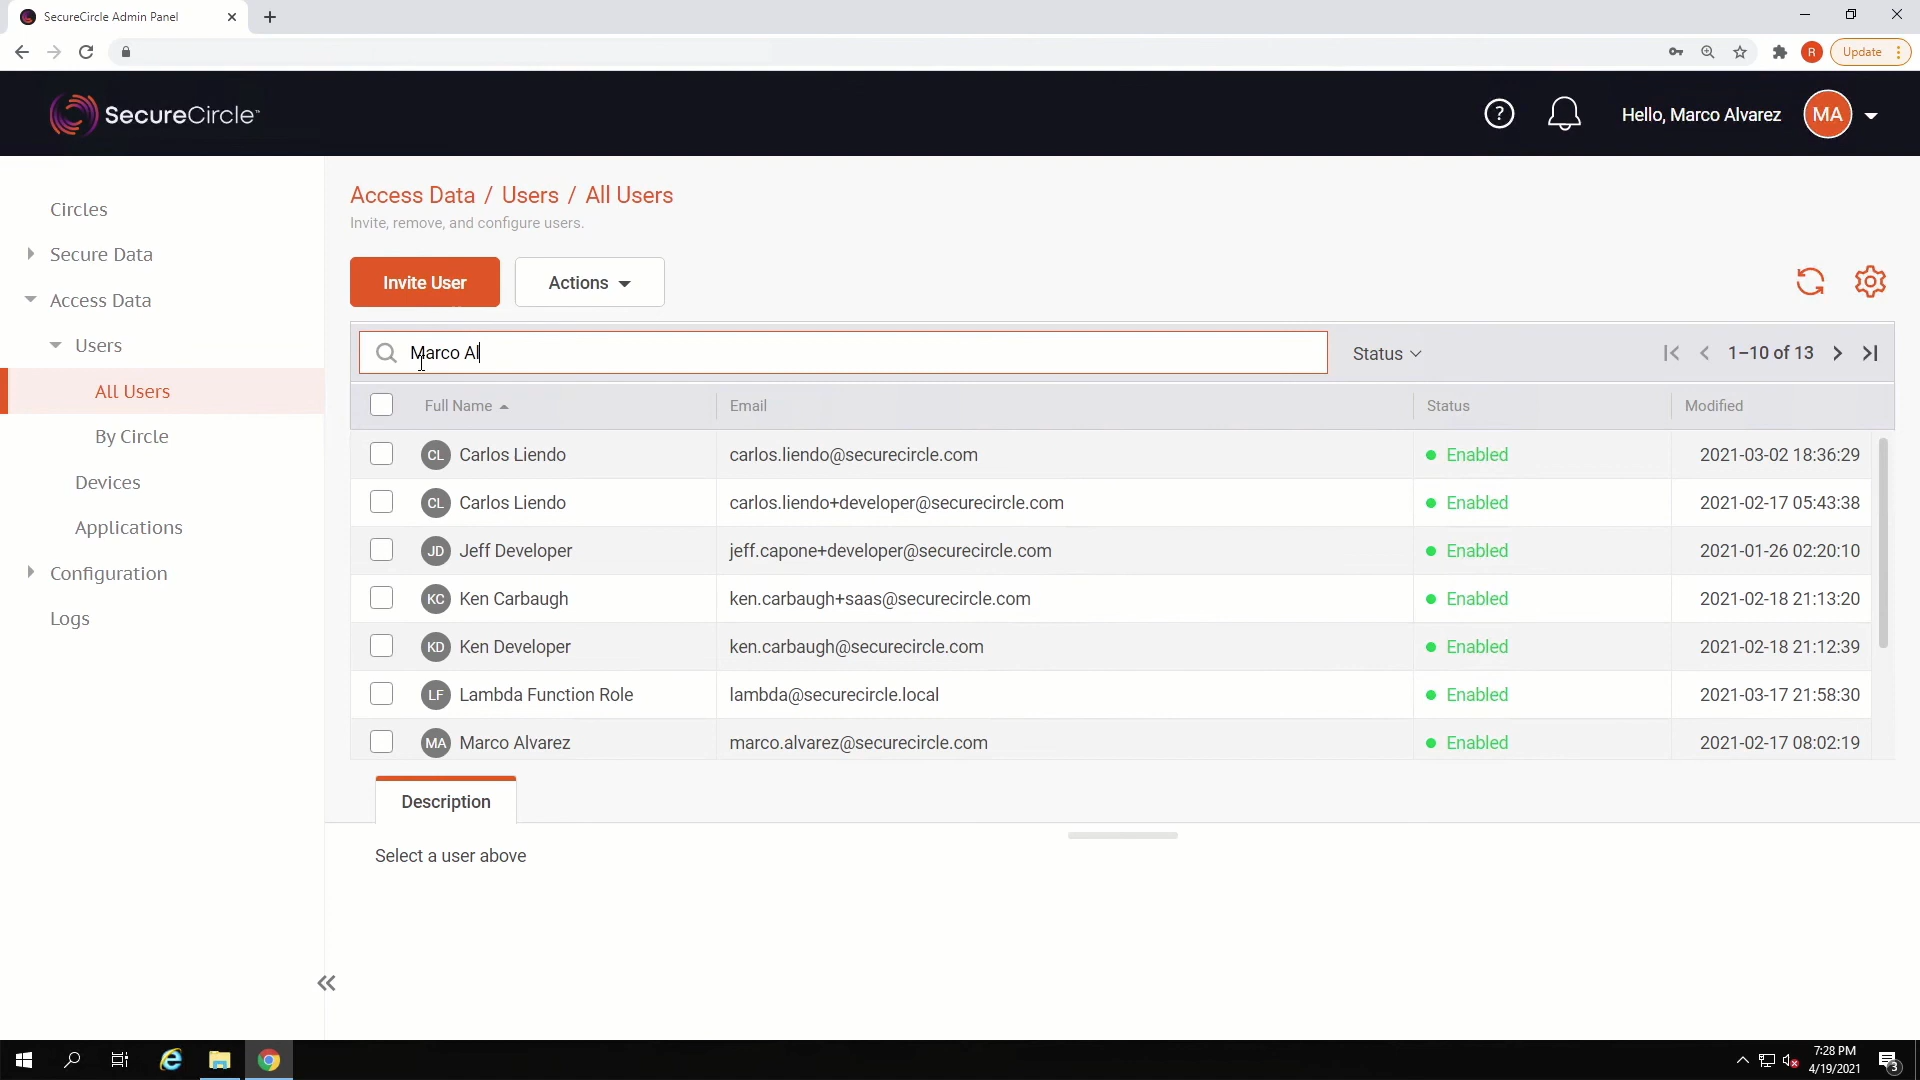 SecureCircle Admin Panel
R
Update
SecureCircle™
?
Hello, Marco Alvarez
MA
Circles
Secure Data
Access Data
Users
All Users
By Circle
Devices
Applications
Configuration
Logs
Access Data / Users / All Users
Invite, remove, and configure users.
Invite User
Actions
Marco Al
Status
1–10 of 13
Full Name
Email
Status
Modified
CL Carlos Liendo carlos.liendo@securecircle.com Enabled 2021-03-02 18:36:29
CL Carlos Liendo carlos.liendo+developer@securecircle.com Enabled 2021-02-17 05:43:38
JD Jeff Developer jeff.capone+developer@securecircle.com Enabled 2021-01-26 02:20:10
KC Ken Carbaugh ken.carbaugh+saas@securecircle.com Enabled 2021-02-18 21:13:20
KD Ken Developer ken.carbaugh@securecircle.com Enabled 2021-02-18 21:12:39
LF Lambda Function Role lambda@securecircle.local Enabled 2021-03-17 21:58:30
MA Marco Alvarez marco.alvarez@securecircle.com Enabled 2021-02-17 08:02:19
Description
Select a user above
7:28 PM
4/19/2021
3